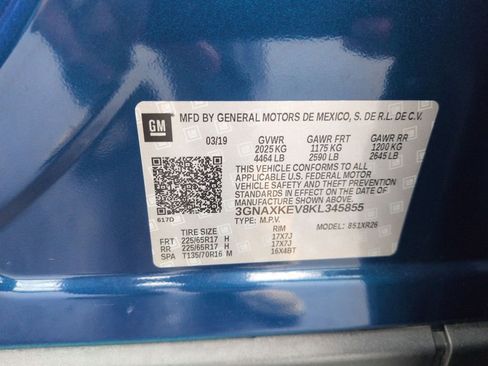 MFD BY GENERAL MOTORS DE MEXICO, S. DE R.L. DE C.V.
GM
03/19 GVWR GAWR FRT GAWR RR
2025 KG 1175 KG 1200 KG
4464 LB 2590 LB 2645 LB
THIS VEHICLE CONFORMS TO ALL
APPLICABLE U.S. FEDERAL MOTOR
VEHICLE SAFETY AND THEFT PREVENTION
STANDARDS IN EFFECT ON THE DATE
OF MANUFACTURE SHOWN ABOVE.
617D
3GNAXKEV8KL345855
TYPE: M.P.V. MODEL: 851XR26
TIRE SIZE RIM
FRT 225/65R17 H 17X7J
RR 225/65R17 H 17X7J
SPA T135/70R16 M 16X4BT